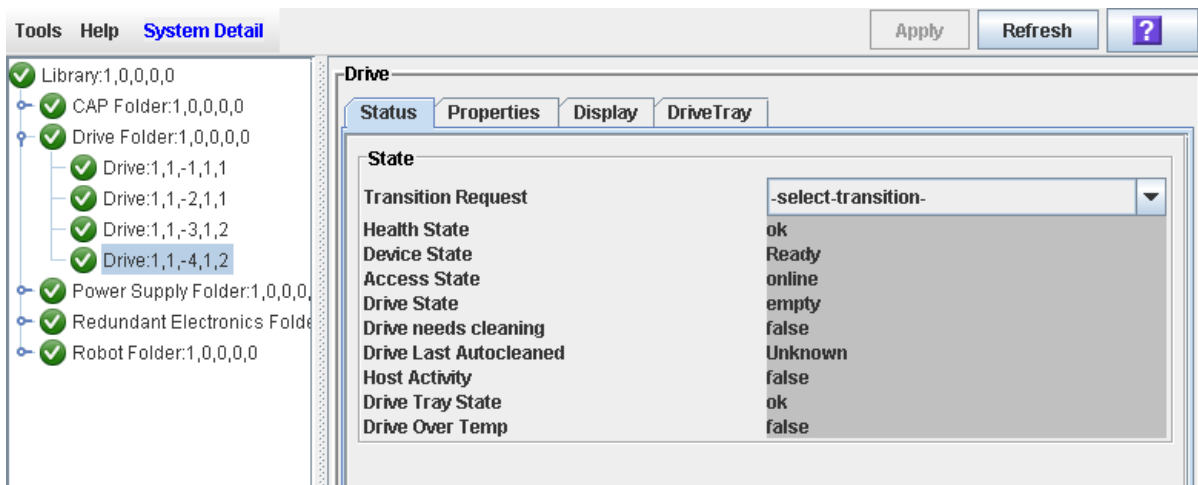 Tools Help System Detail Apply Refresh ?
Library:1,0,0,0,0
CAP Folder:1,0,0,0,0
Drive Folder:1,0,0,0,0
Drive:1,1,-1,1,1
Drive:1,1,-2,1,1
Drive:1,1,-3,1,2
Drive:1,1,-4,1,2
Power Supply Folder:1,0,0,0,
Redundant Electronics Folde
Robot Folder:1,0,0,0,0
Drive
Status Properties Display DriveTray
State
Transition Request -select-transition-
Health State ok
Device State Ready
Access State online
Drive State empty
Drive needs cleaning false
Drive Last Autocleaned Unknown
Host Activity false
Drive Tray State ok
Drive Over Temp false